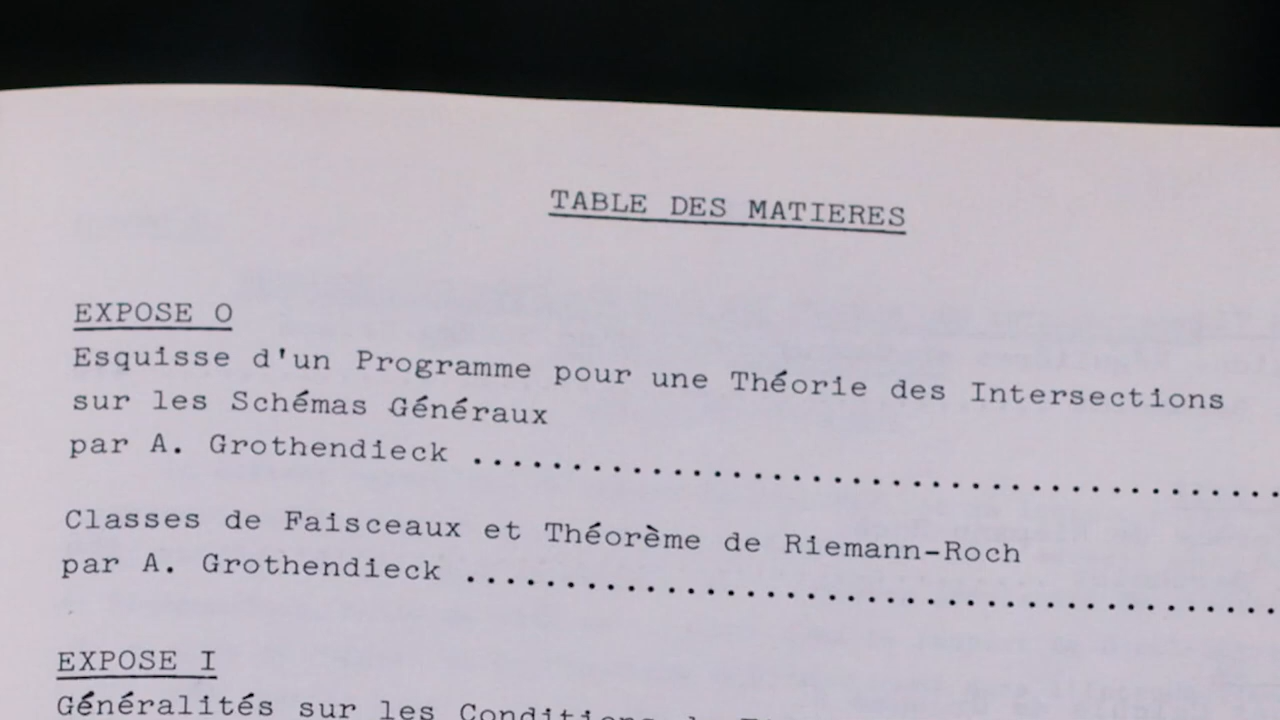 TABLE DES MATIERES
EXPOSE O
Esquisse d'un Programme pour une Théorie des Intersections
sur les Schémas Généraux
par A. Grothendieck ........................................
Classes de Faisceaux et Théorème de Riemann-Roch
par A. Grothendieck ........................................
EXPOSE I
Généralités sur les Conditions